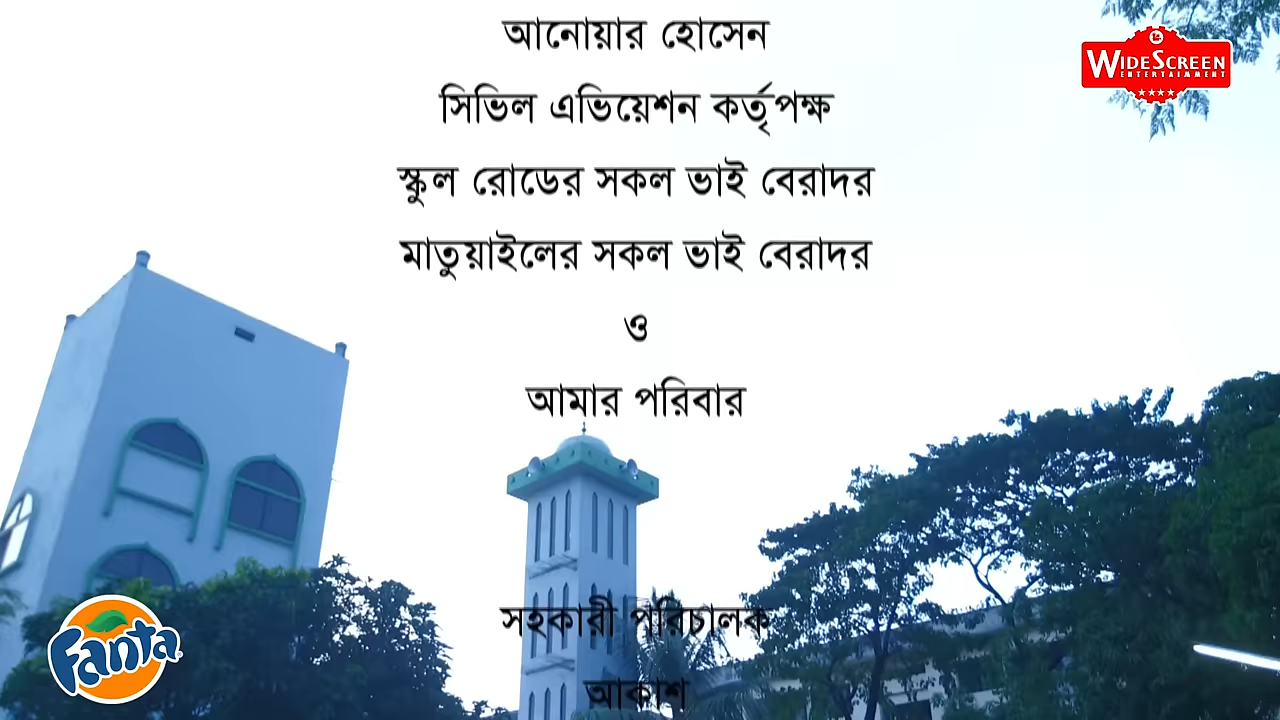 আনোয়ার হোসেন
WIDESCREEN
ENTERTAINMENT
সিভিল এভিয়েশন কর্তৃপক্ষ
স্কুল রোডের সকল ভাই বেরাদর
মাতুয়াইলের সকল ভাই বেরাদর
ও
আমার পরিবার
সহকারী পরিচালক
Fanta
আকাশ